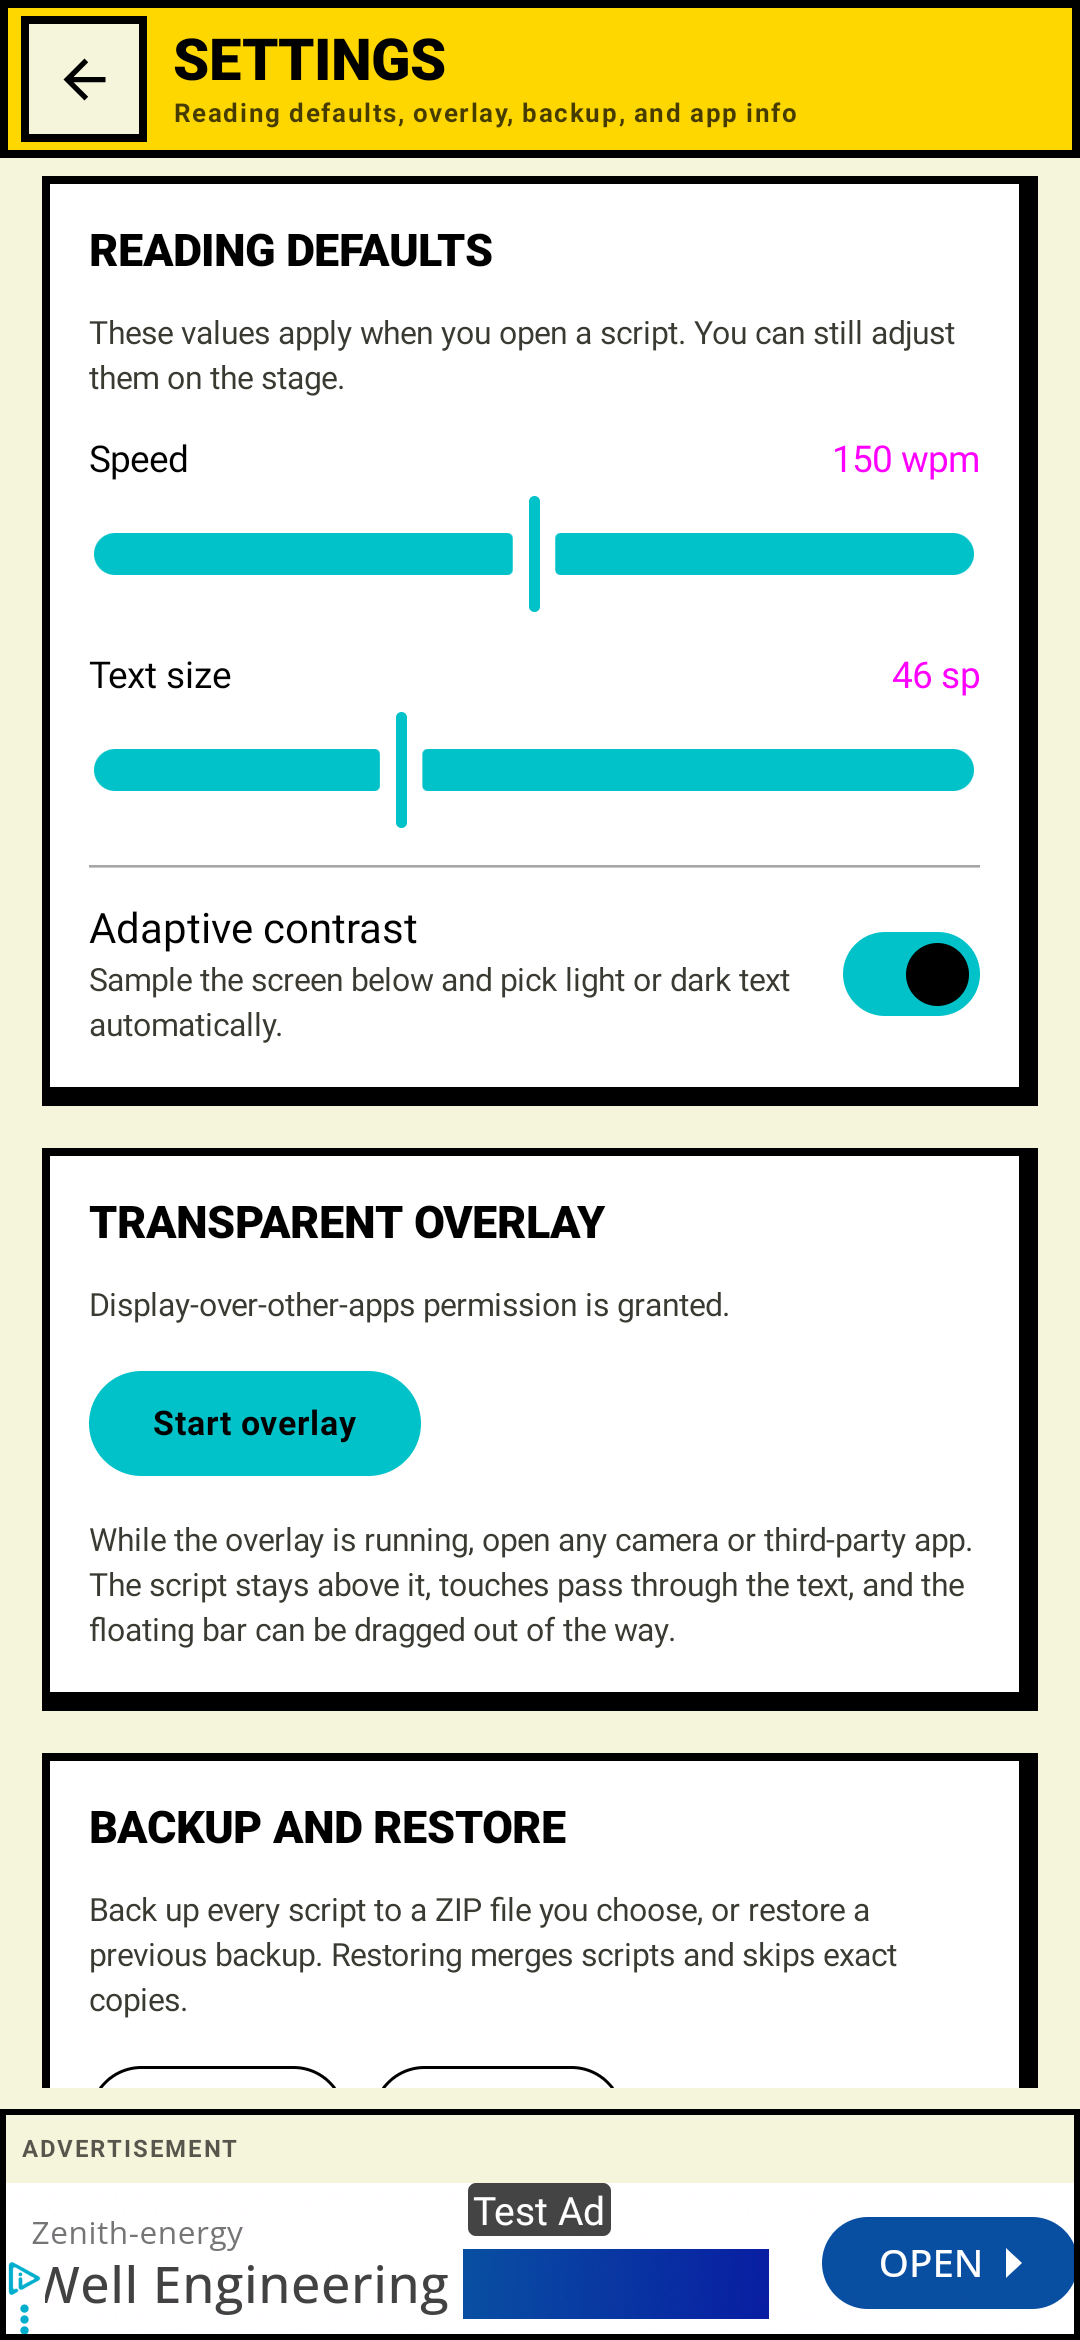 SETTINGS
Reading defaults, overlay, backup, and app info
READING DEFAULTS
These values apply when you open a script. You can still adjust
them on the stage.
Speed 150 wpm
Text size 46 sp
Adaptive contrast
Sample the screen below and pick light or dark text
automatically.
TRANSPARENT OVERLAY
Display-over-other-apps permission is granted.
Start overlay
While the overlay is running, open any camera or third-party app.
The script stays above it, touches pass through the text, and the
floating bar can be dragged out of the way.
BACKUP AND RESTORE
Back up every script to a ZIP file you choose, or restore a
previous backup. Restoring merges scripts and skips exact
copies.
ADVERTISEMENT
Test Ad
Zenith-energy
Well Engineering
OPEN